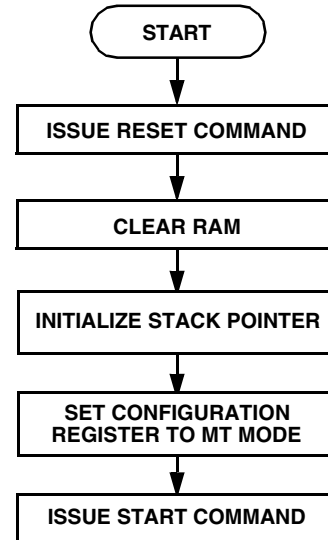 START
ISSUE RESET COMMAND
CLEAR RAM
INITIALIZE STACK POINTER
SET CONFIGURATION
REGISTER TO MT MODE
ISSUE START COMMAND